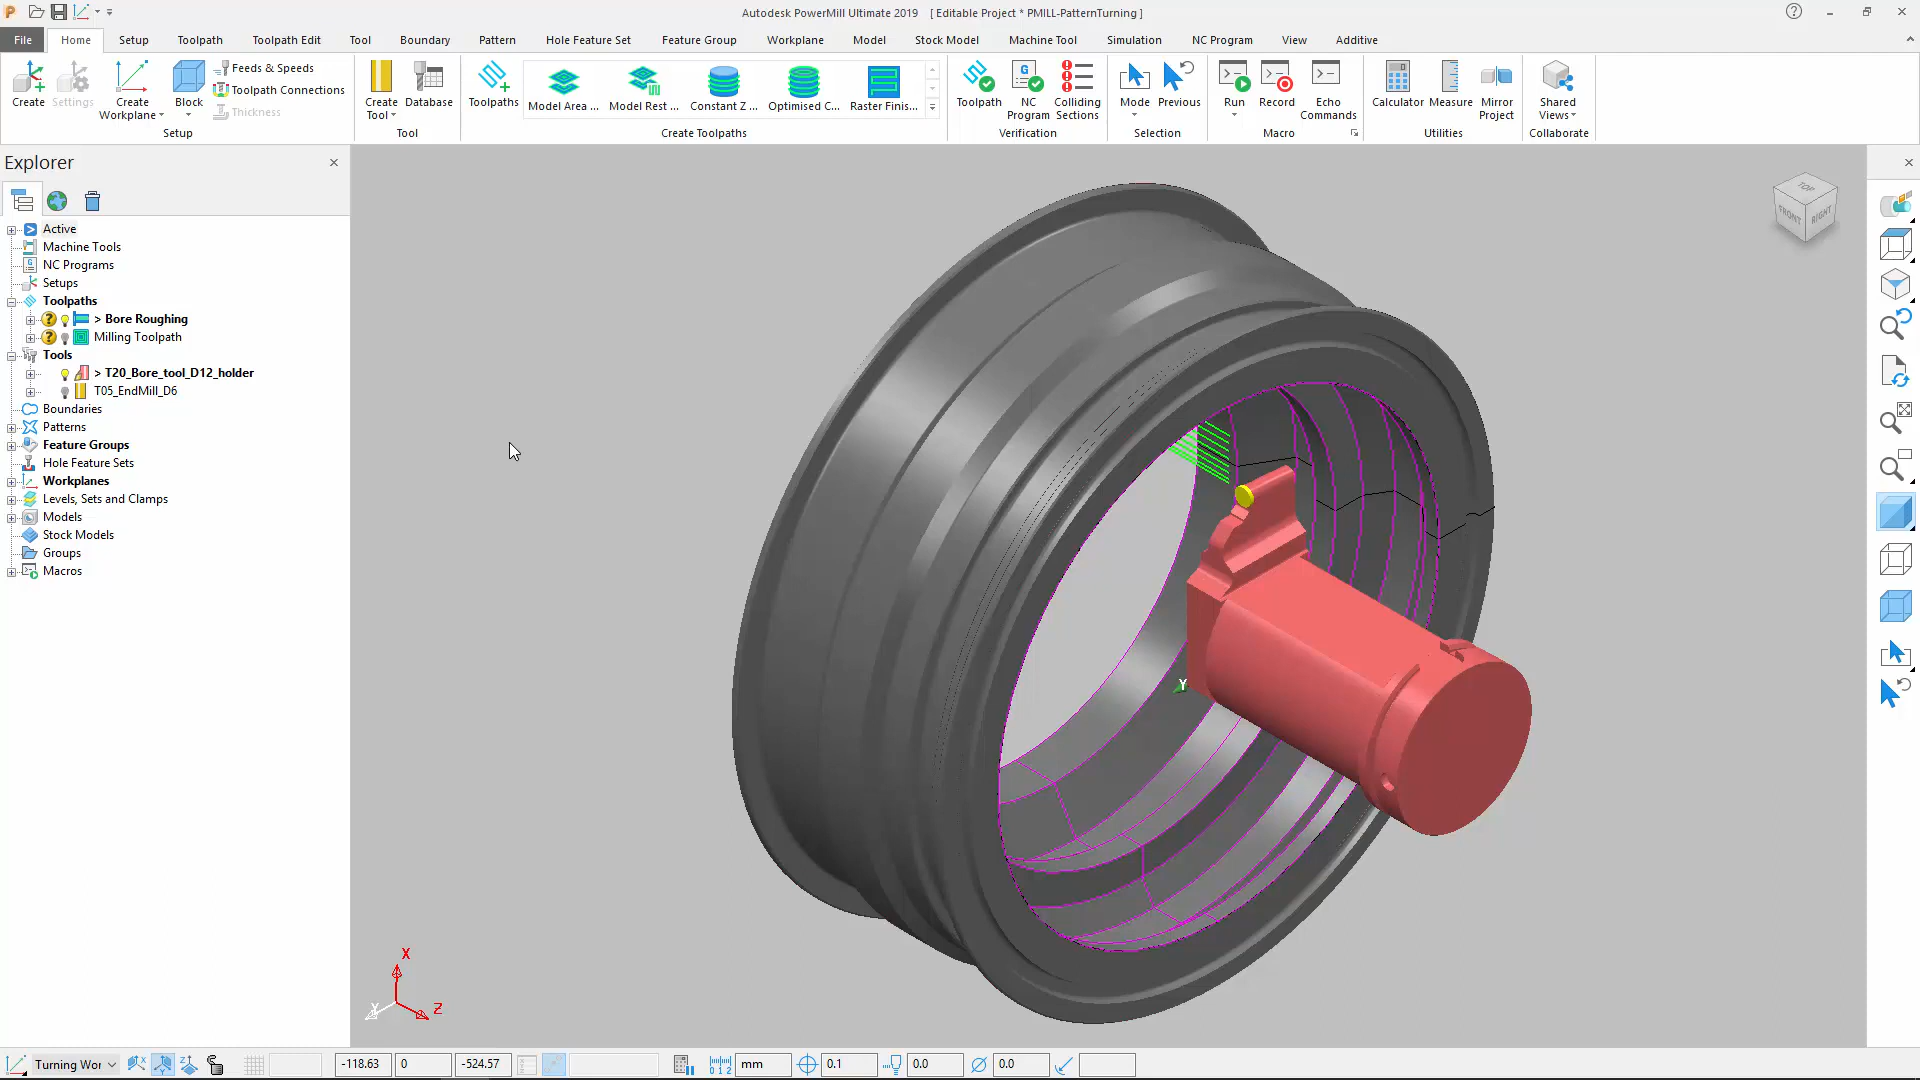 Autodesk PowerMill Ultimate 2019 [ Editable Project * PMILL-PatternTurning ]
File Home Setup Toolpath Toolpath Edit Tool Boundary Pattern Hole Feature Set Feature Group Workplane Model Stock Model Machine Tool Simulation NC Program View Additive
Create
Settings
Create
Workplane
Block
Feeds & Speeds
Toolpath Connections
Thickness
Setup
Create
Tool
Database
Tool
Toolpaths
Model Area ...
Model Rest ...
Constant Z ...
Optimised C...
Raster Finis...
Create Toolpaths
Toolpath
NC
Program
Colliding
Sections
Verification
Mode
Previous
Selection
Run
Record
Echo
Commands
Macro
Calculator
Measure
Mirror
Project
Utilities
Shared
Views
Collaborate
Explorer
Active
Machine Tools
NC Programs
Setups
Toolpaths
> Bore Roughing
Milling Toolpath
Tools
> T20_Bore_tool_D12_holder
T05_EndMill_D6
Boundaries
Patterns
Feature Groups
Hole Feature Sets
Workplanes
Levels, Sets and Clamps
Models
Stock Models
Groups
Macros
TOP
FRONT
RIGHT
Y
X
Y
Z
Turning Wor
-118.63
0
-524.57
mm
0.1
0.0
0.0